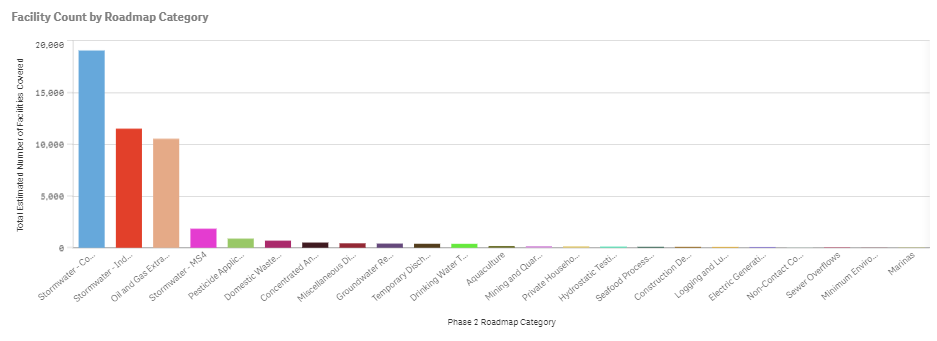 Facility Count by Roadmap Category
Total Estimated Number of Facilities Covered
20,000
15,000
10,000
5,000
0
Stormwater - Co...
Stormwater - Ind...
Oil and Gas Extra...
Stormwater - MS4
Pesticide Applic...
Domestic Waste...
Concentrated An...
Miscellaneous Di...
Groundwater Re...
Temporary Disch...
Drinking Water T...
Aquaculture
Mining and Quar...
Private Househo...
Hydrostatic Testi...
Seafood Process...
Construction De...
Logging and Lu...
Electric Generati...
Non-Contact Co...
Sewer Overflows
Minimum Enviro...
Marinas
Phase 2 Roadmap Category